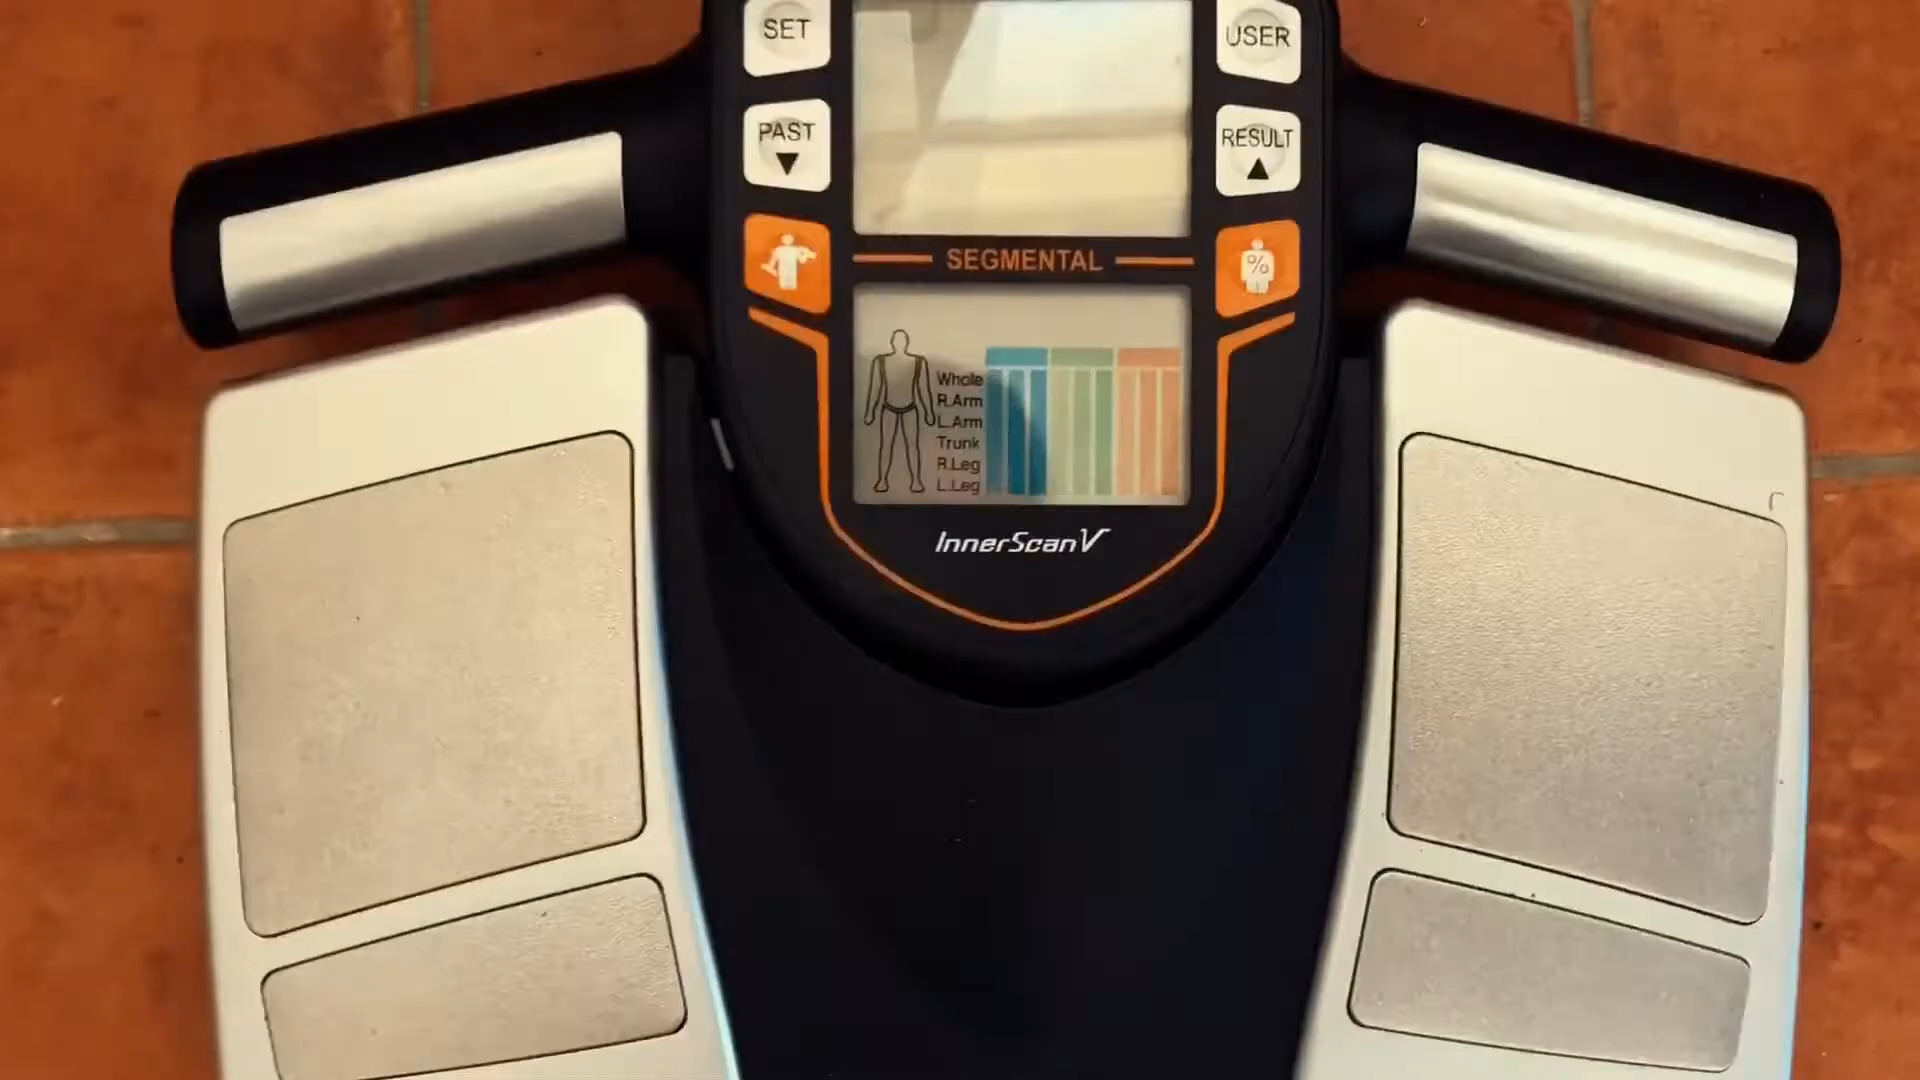 SET
USER
PAST
RESULT
%
SEGMENTAL
Whole
R.Arm
L.Arm
Trunk
R.Leg
L.Leg
InnerScanV